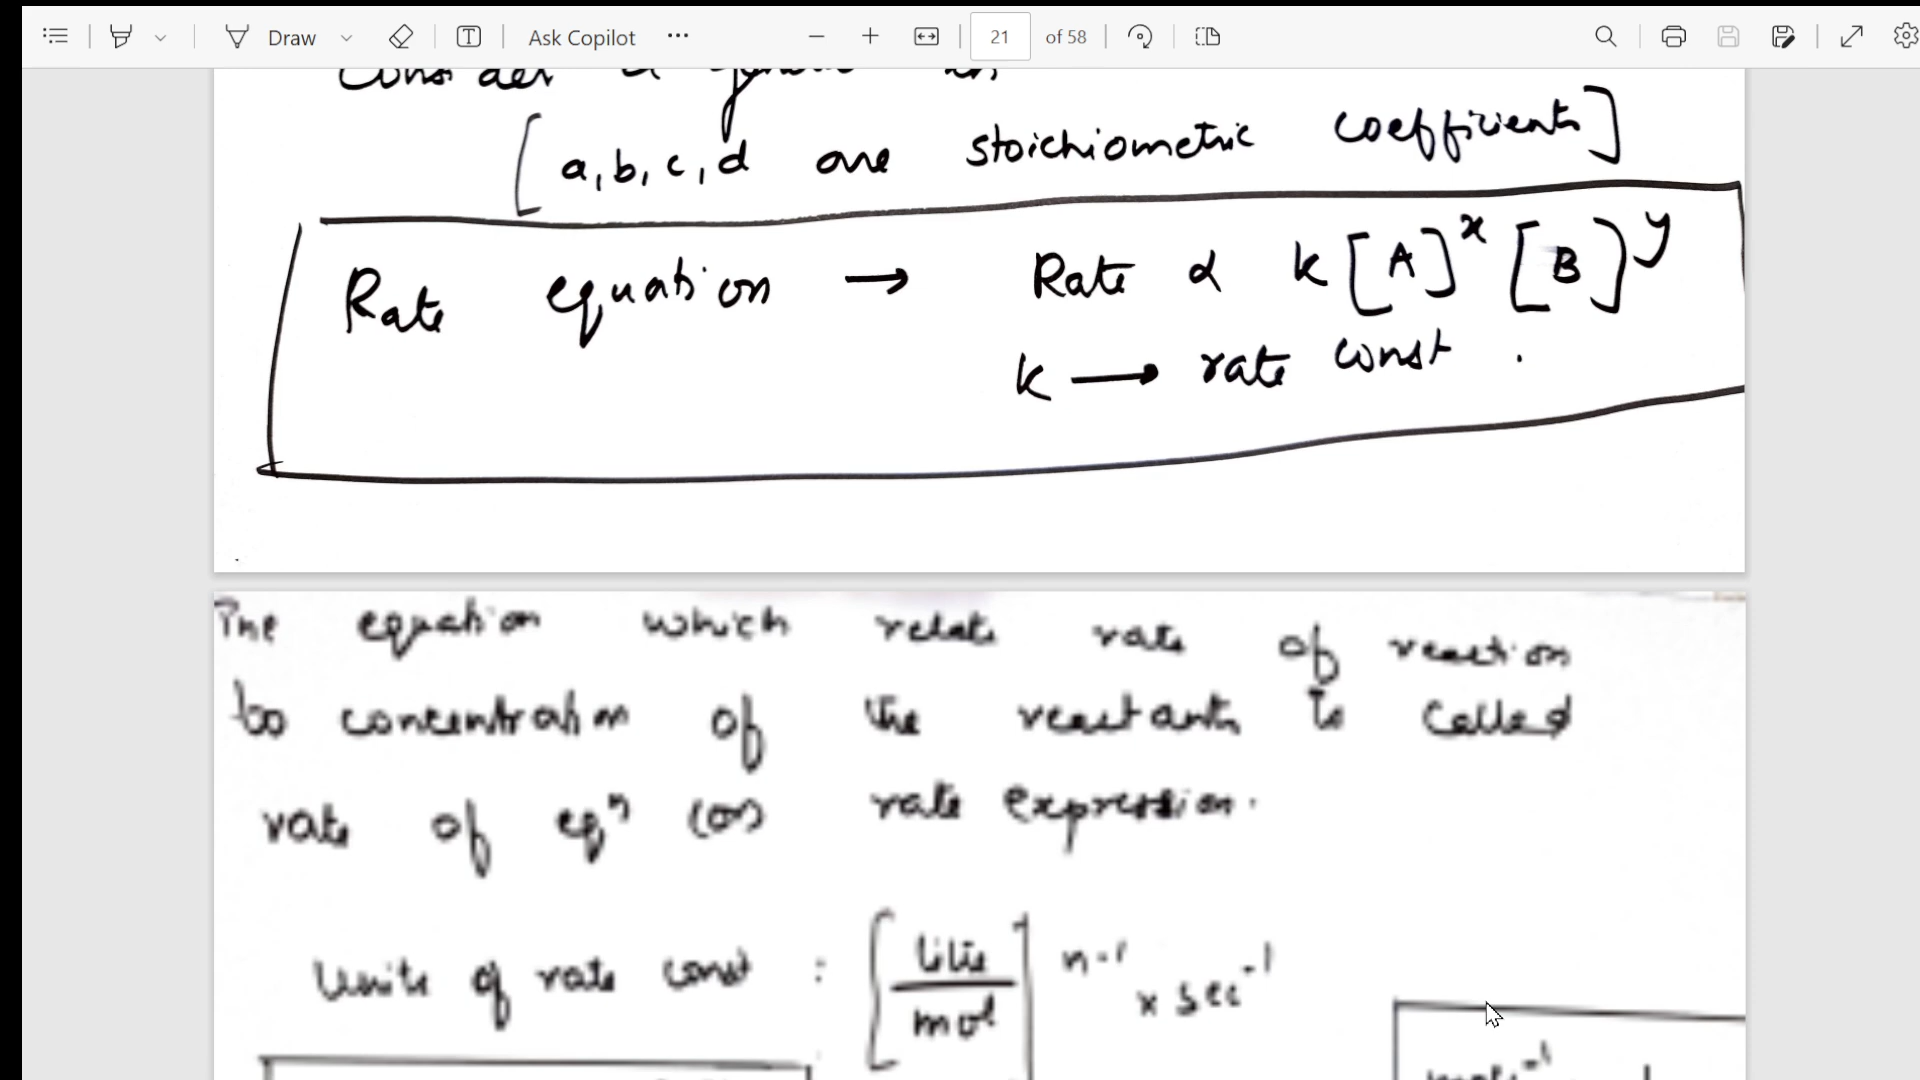 Draw Ask Copilot ... 21 of 58
Consider a
[a, b, c, d are stoichiometric coefficients]
Rate equation → Rate α k [A]^x [B]^y
k → rate const.
The equation which relate rate of reaction
to concentration of the reactants is called
rate of eqⁿ (or) rate expression.
Units of rate const : [litre/mol]^n-1 x sec^-1